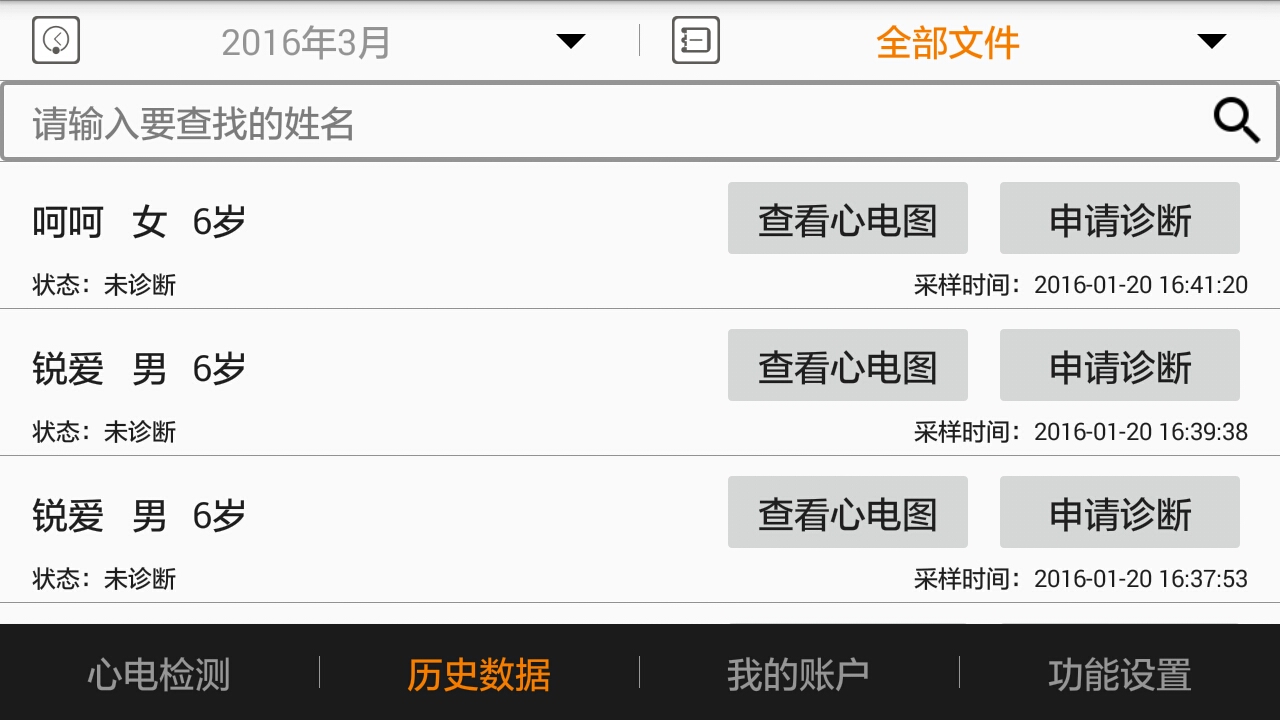 2016年3月 全部文件
请输入要查找的姓名
呵呵 女 6岁 查看心电图 申请诊断
状态：未诊断 采样时间：2016-01-20 16:41:20
锐爱 男 6岁 查看心电图 申请诊断
状态：未诊断 采样时间：2016-01-20 16:39:38
锐爱 男 6岁 查看心电图 申请诊断
状态：未诊断 采样时间：2016-01-20 16:37:53
心电检测 历史数据 我的账户 功能设置